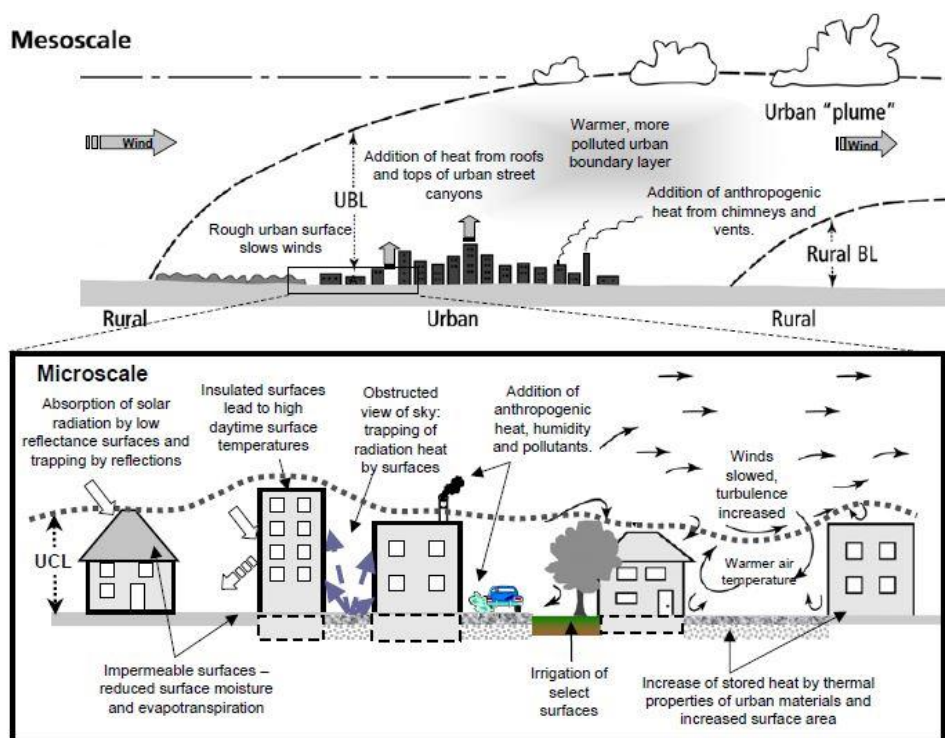 Mesoscale
Urban "plume"
Wind
Wind
Warmer, more
polluted urban
boundary layer
Addition of heat from roofs
and tops of urban street
canyons
UBL
Addition of anthropogenic
heat from chimneys and
vents.
Rough urban surface
slows winds
Rural BL
Rural
Urban
Rural
Microscale
Absorption of solar
radiation by low
reflectance surfaces and
trapping by reflections
Insulated surfaces
lead to high
daytime surface
temperatures
Obstructed
view of sky:
trapping of
radiation heat
by surfaces
Addition of
anthropogenic
heat, humidity
and pollutants.
Winds
slowed,
turbulence
increased
UCL
Warmer air
temperature
Impermeable surfaces –
reduced surface moisture
and evapotranspiration
Irrigation of
select
surfaces
Increase of stored heat by thermal
properties of urban materials and
increased surface area